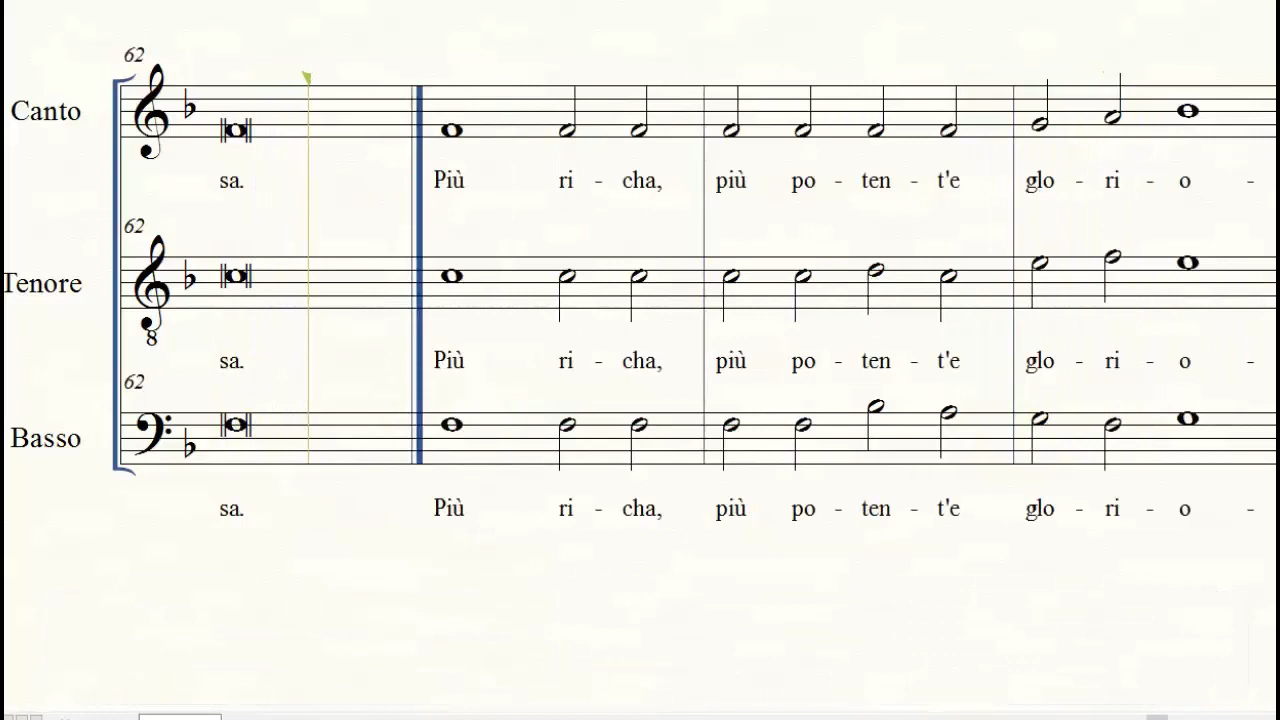 62
Canto
sa. Più ri - cha, più po - ten - t'e glo - ri - o -
62
Tenore
8
sa. Più ri - cha, più po - ten - t'e glo - ri - o -
62
Basso
sa. Più ri - cha, più po - ten - t'e glo - ri - o -